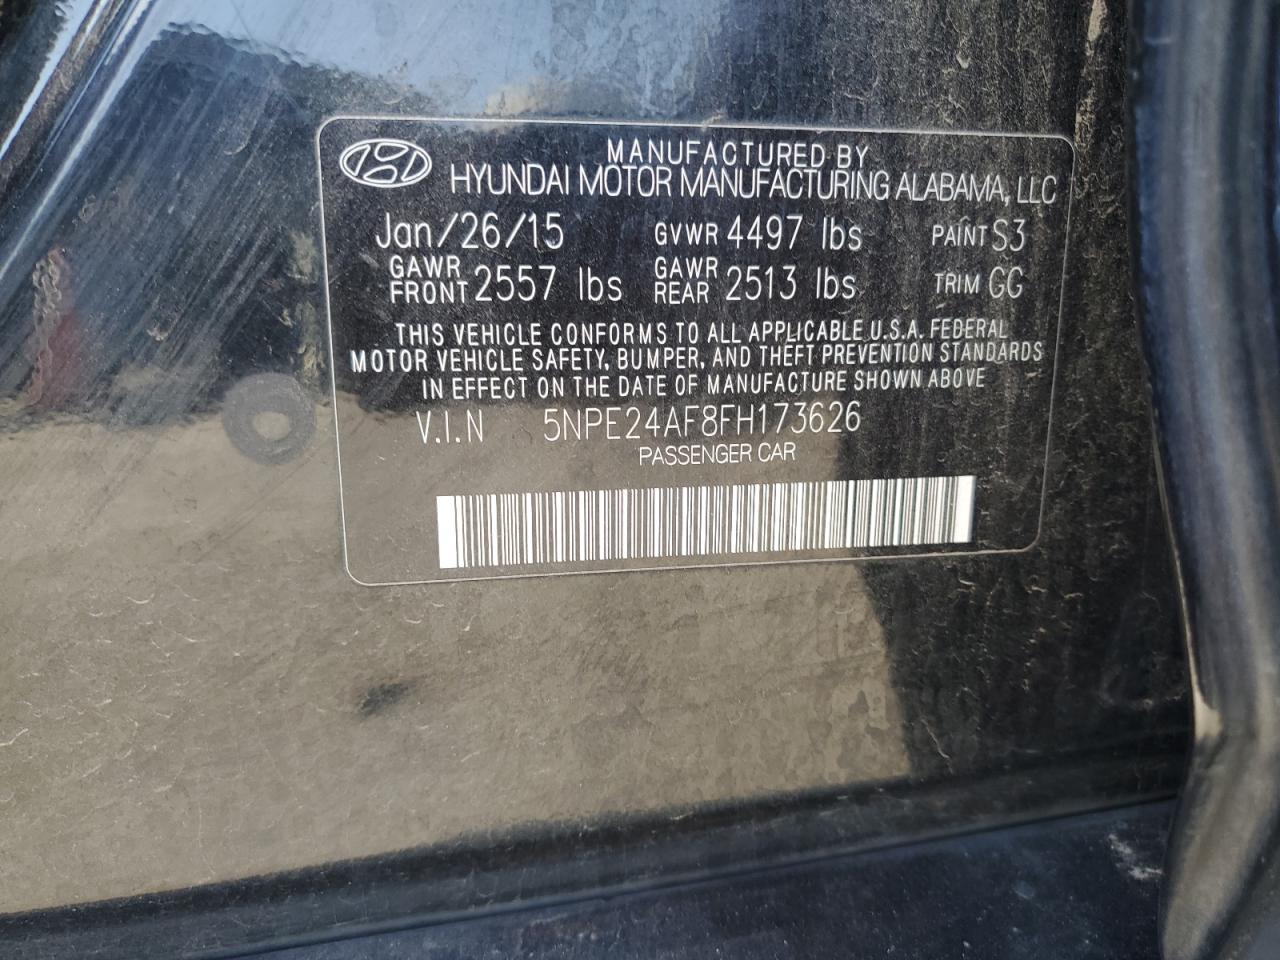 MANUFACTURED BY
HYUNDAI MOTOR MANUFACTURING ALABAMA, LLC
Jan/26/15 GVWR 4497 lbs PAINT S3
GAWR FRONT 2557 lbs GAWR REAR 2513 lbs TRIM GG
THIS VEHICLE CONFORMS TO ALL APPLICABLE U.S.A. FEDERAL
MOTOR VEHICLE SAFETY, BUMPER, AND THEFT PREVENTION STANDARDS
IN EFFECT ON THE DATE OF MANUFACTURE SHOWN ABOVE
V.I.N 5NPE24AF8FH173626
PASSENGER CAR